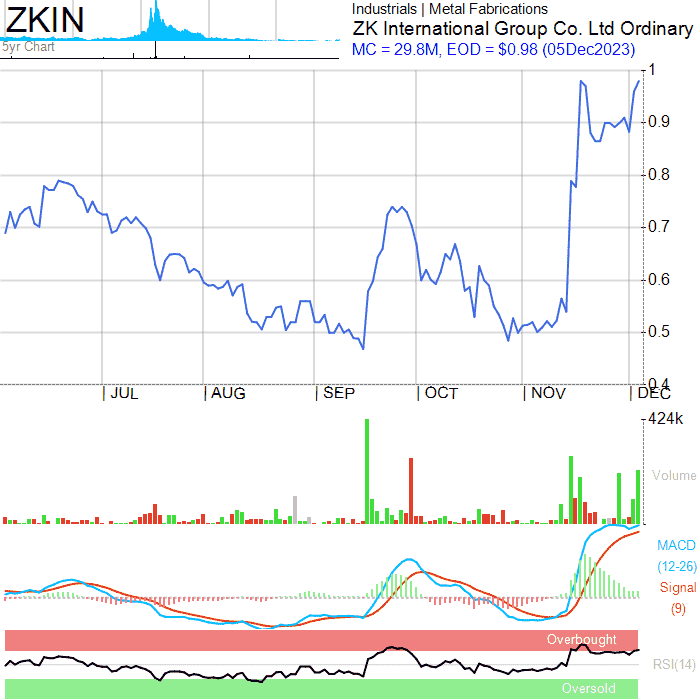 ZKIN
5yr Chart
Industrials | Metal Fabrications
ZK International Group Co. Ltd Ordinary
MC = 29.8M, EOD = $0.98 (05Dec2023)
1
0.9
0.8
0.7
0.6
0.5
0.4
| JUL | AUG | SEP | OCT | NOV | DEC
424k
Volume
MACD
(12-26)
Signal
(9)
Overbought
RSI(14)
Oversold